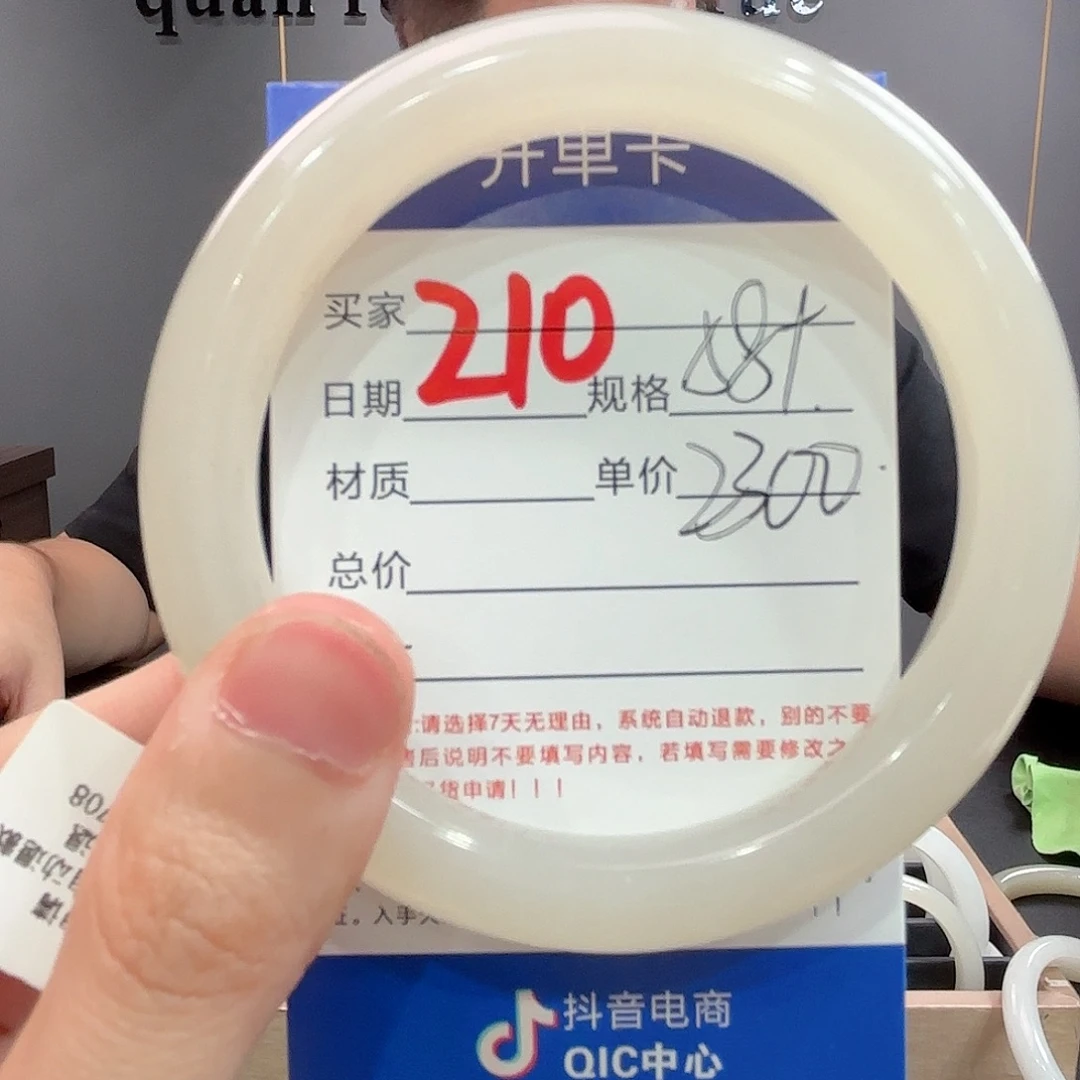 开单卡
买家 210
日期 规格
材质 单价 2300
总价
:请选择7天无理由，系统自动退款，别的不要
售后说明不要填写内容，若填写需要修改之
货申请！！！
708
抖音电商
QIC中心